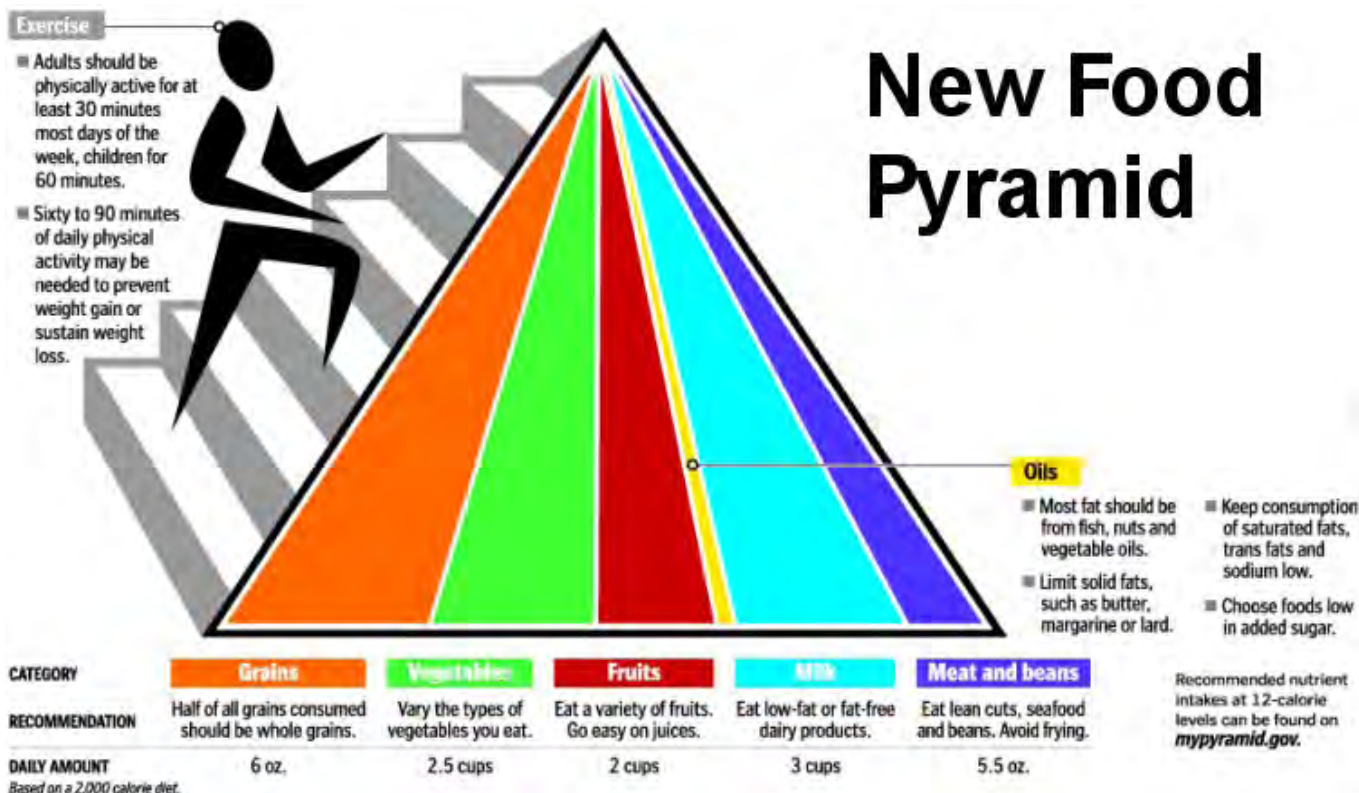 New Food
Pyramid
Exercise
■ Adults should be
physically active for at
least 30 minutes
most days of the
week, children for
60 minutes.
■ Sixty to 90 minutes
of daily physical
activity may be
needed to prevent
weight gain or
sustain weight
loss.
Oils
■ Most fat should be
from fish, nuts and
vegetable oils.
■ Limit solid fats,
such as butter,
margarine or lard.
■ Keep consumption
of saturated fats,
trans fats and
sodium low.
■ Choose foods low
in added sugar.
CATEGORY Grains Vegetables Fruits Milk Meat and beans
RECOMMENDATION
Half of all grains consumed
should be whole grains.
Vary the types of
vegetables you eat.
Eat a variety of fruits.
Go easy on juices.
Eat low-fat or fat-free
dairy products.
Eat lean cuts, seafood
and beans. Avoid frying.
DAILY AMOUNT 6 oz. 2.5 cups 2 cups 3 cups 5.5 oz.
Based on a 2,000 calorie diet.
Recommended nutrient
intakes at 12-calorie
levels can be found on
mypyramid.gov.